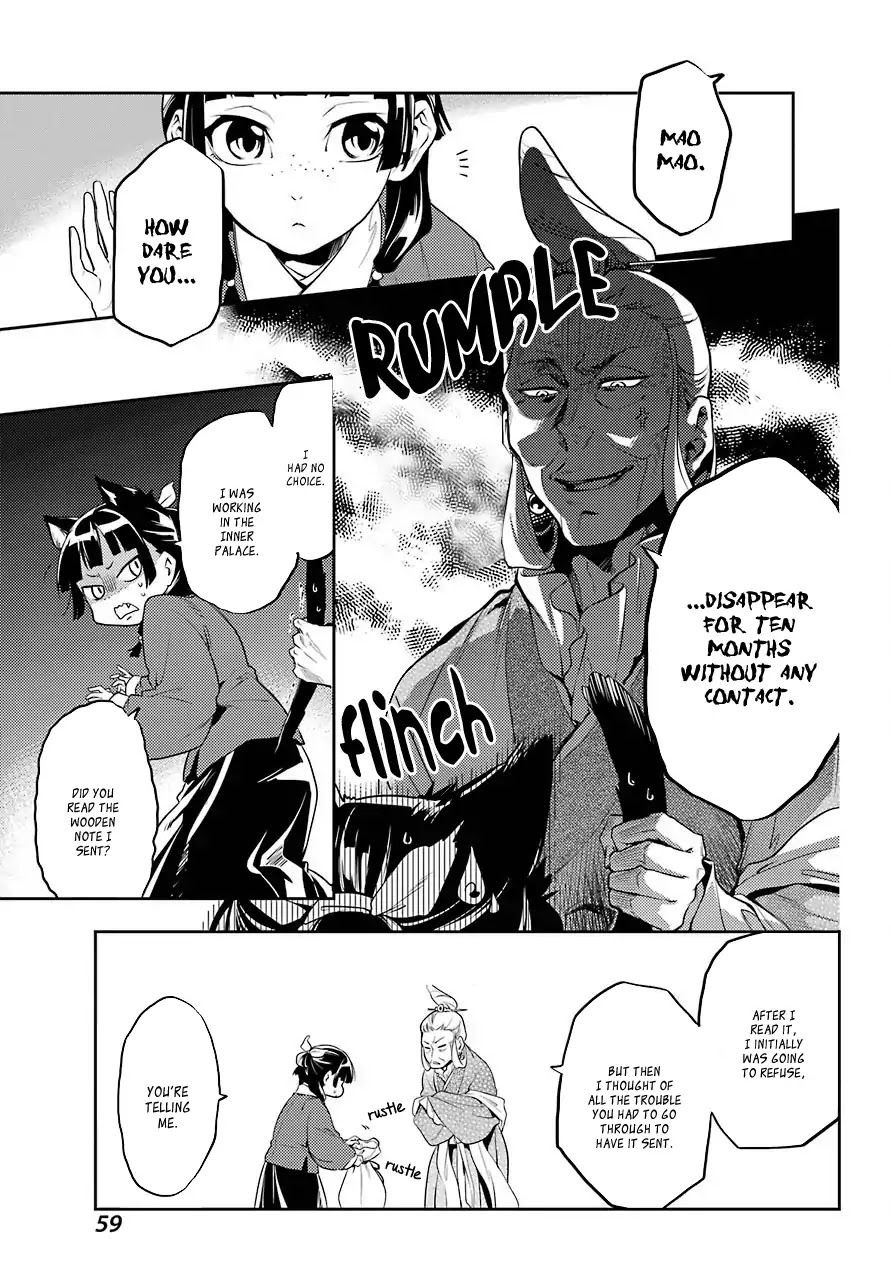 MAO
MAO.
HOW
DARE
YOU...
RUMBLE
...DISAPPEAR
FOR TEN
MONTHS
WITHOUT ANY
CONTACT.
flinch
I
HAD NO
CHOICE.
I WAS
WORKING
IN THE
INNER
PALACE.
DID YOU
READ THE
WOODEN
NOTE I
SENT?
AFTER I
READ IT,
I INITIALLY
WAS GOING
TO REFUSE,
BUT THEN
I THOUGHT OF
ALL THE TROUBLE
YOU HAD TO GO
THROUGH TO
HAVE IT SENT.
rustle
rustle
YOU'RE
TELLING
ME.
59